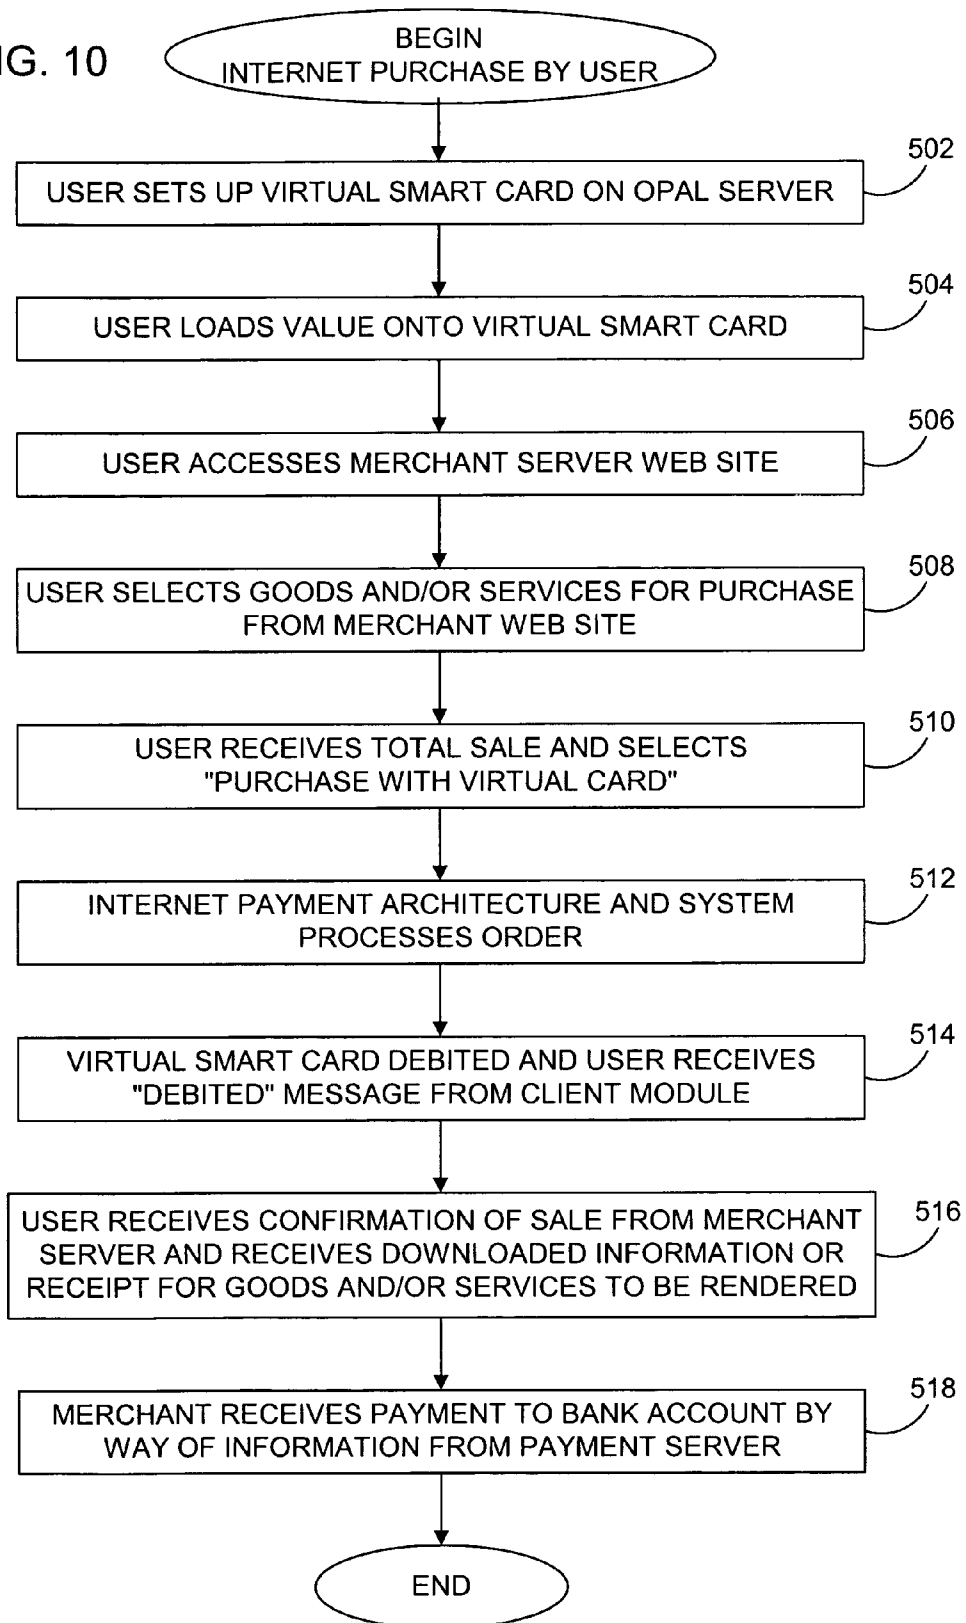 IG. 10
BEGIN
INTERNET PURCHASE BY USER
502
USER SETS UP VIRTUAL SMART CARD ON OPAL SERVER
504
USER LOADS VALUE ONTO VIRTUAL SMART CARD
506
USER ACCESSES MERCHANT SERVER WEB SITE
508
USER SELECTS GOODS AND/OR SERVICES FOR PURCHASE
FROM MERCHANT WEB SITE
510
USER RECEIVES TOTAL SALE AND SELECTS
"PURCHASE WITH VIRTUAL CARD"
512
INTERNET PAYMENT ARCHITECTURE AND SYSTEM
PROCESSES ORDER
514
VIRTUAL SMART CARD DEBITED AND USER RECEIVES
"DEBITED" MESSAGE FROM CLIENT MODULE
516
USER RECEIVES CONFIRMATION OF SALE FROM MERCHANT
SERVER AND RECEIVES DOWNLOADED INFORMATION OR
RECEIPT FOR GOODS AND/OR SERVICES TO BE RENDERED
518
MERCHANT RECEIVES PAYMENT TO BANK ACCOUNT BY
WAY OF INFORMATION FROM PAYMENT SERVER
END